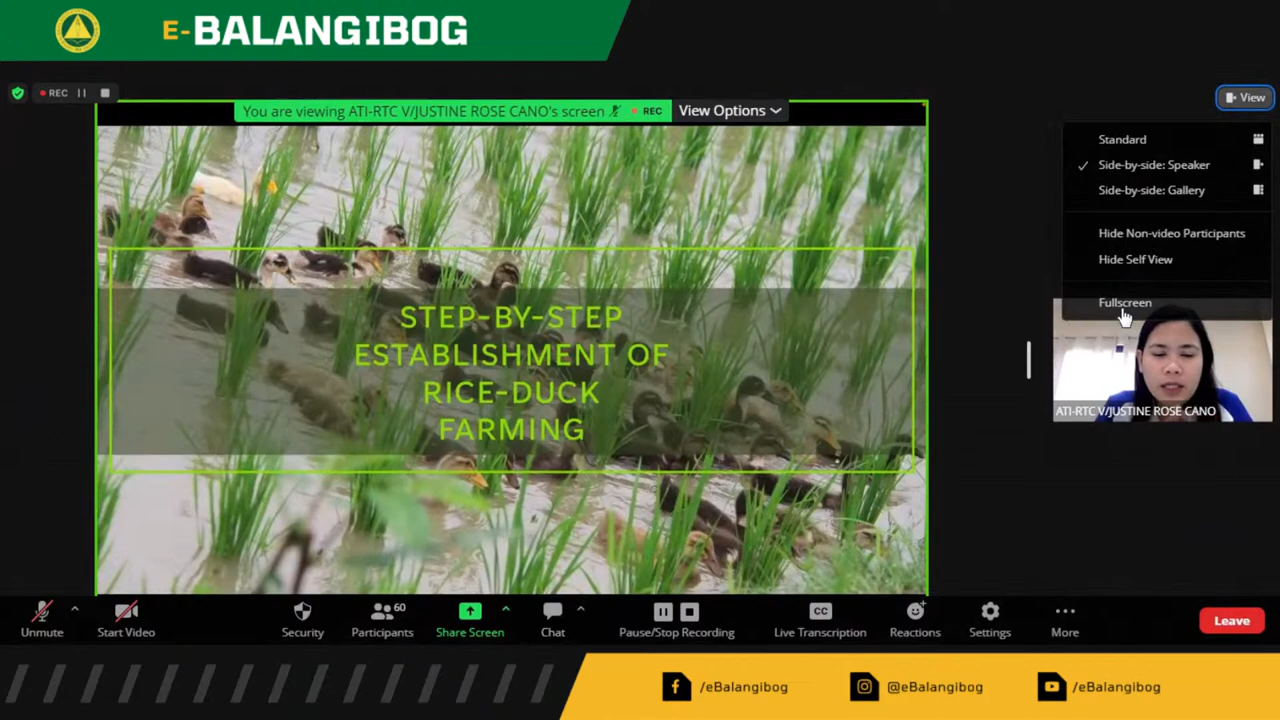 E-BALANGIBOG
REC
You are viewing ATI-RTC V/JUSTINE ROSE CANO's screen
REC
View Options
View
Standard
Side-by-side: Speaker
Side-by-side: Gallery
Hide Non-video Participants
Hide Self View
Fullscreen
STEP-BY-STEP
ESTABLISHMENT OF
RICE-DUCK
FARMING
ATI-RTC V/JUSTINE ROSE CANO
Unmute
Start Video
Security
60
Participants
Share Screen
Chat
Pause/Stop Recording
CC
Live Transcription
Reactions
Settings
More
Leave
/eBalangibog
@eBalangibog
/eBalangibog